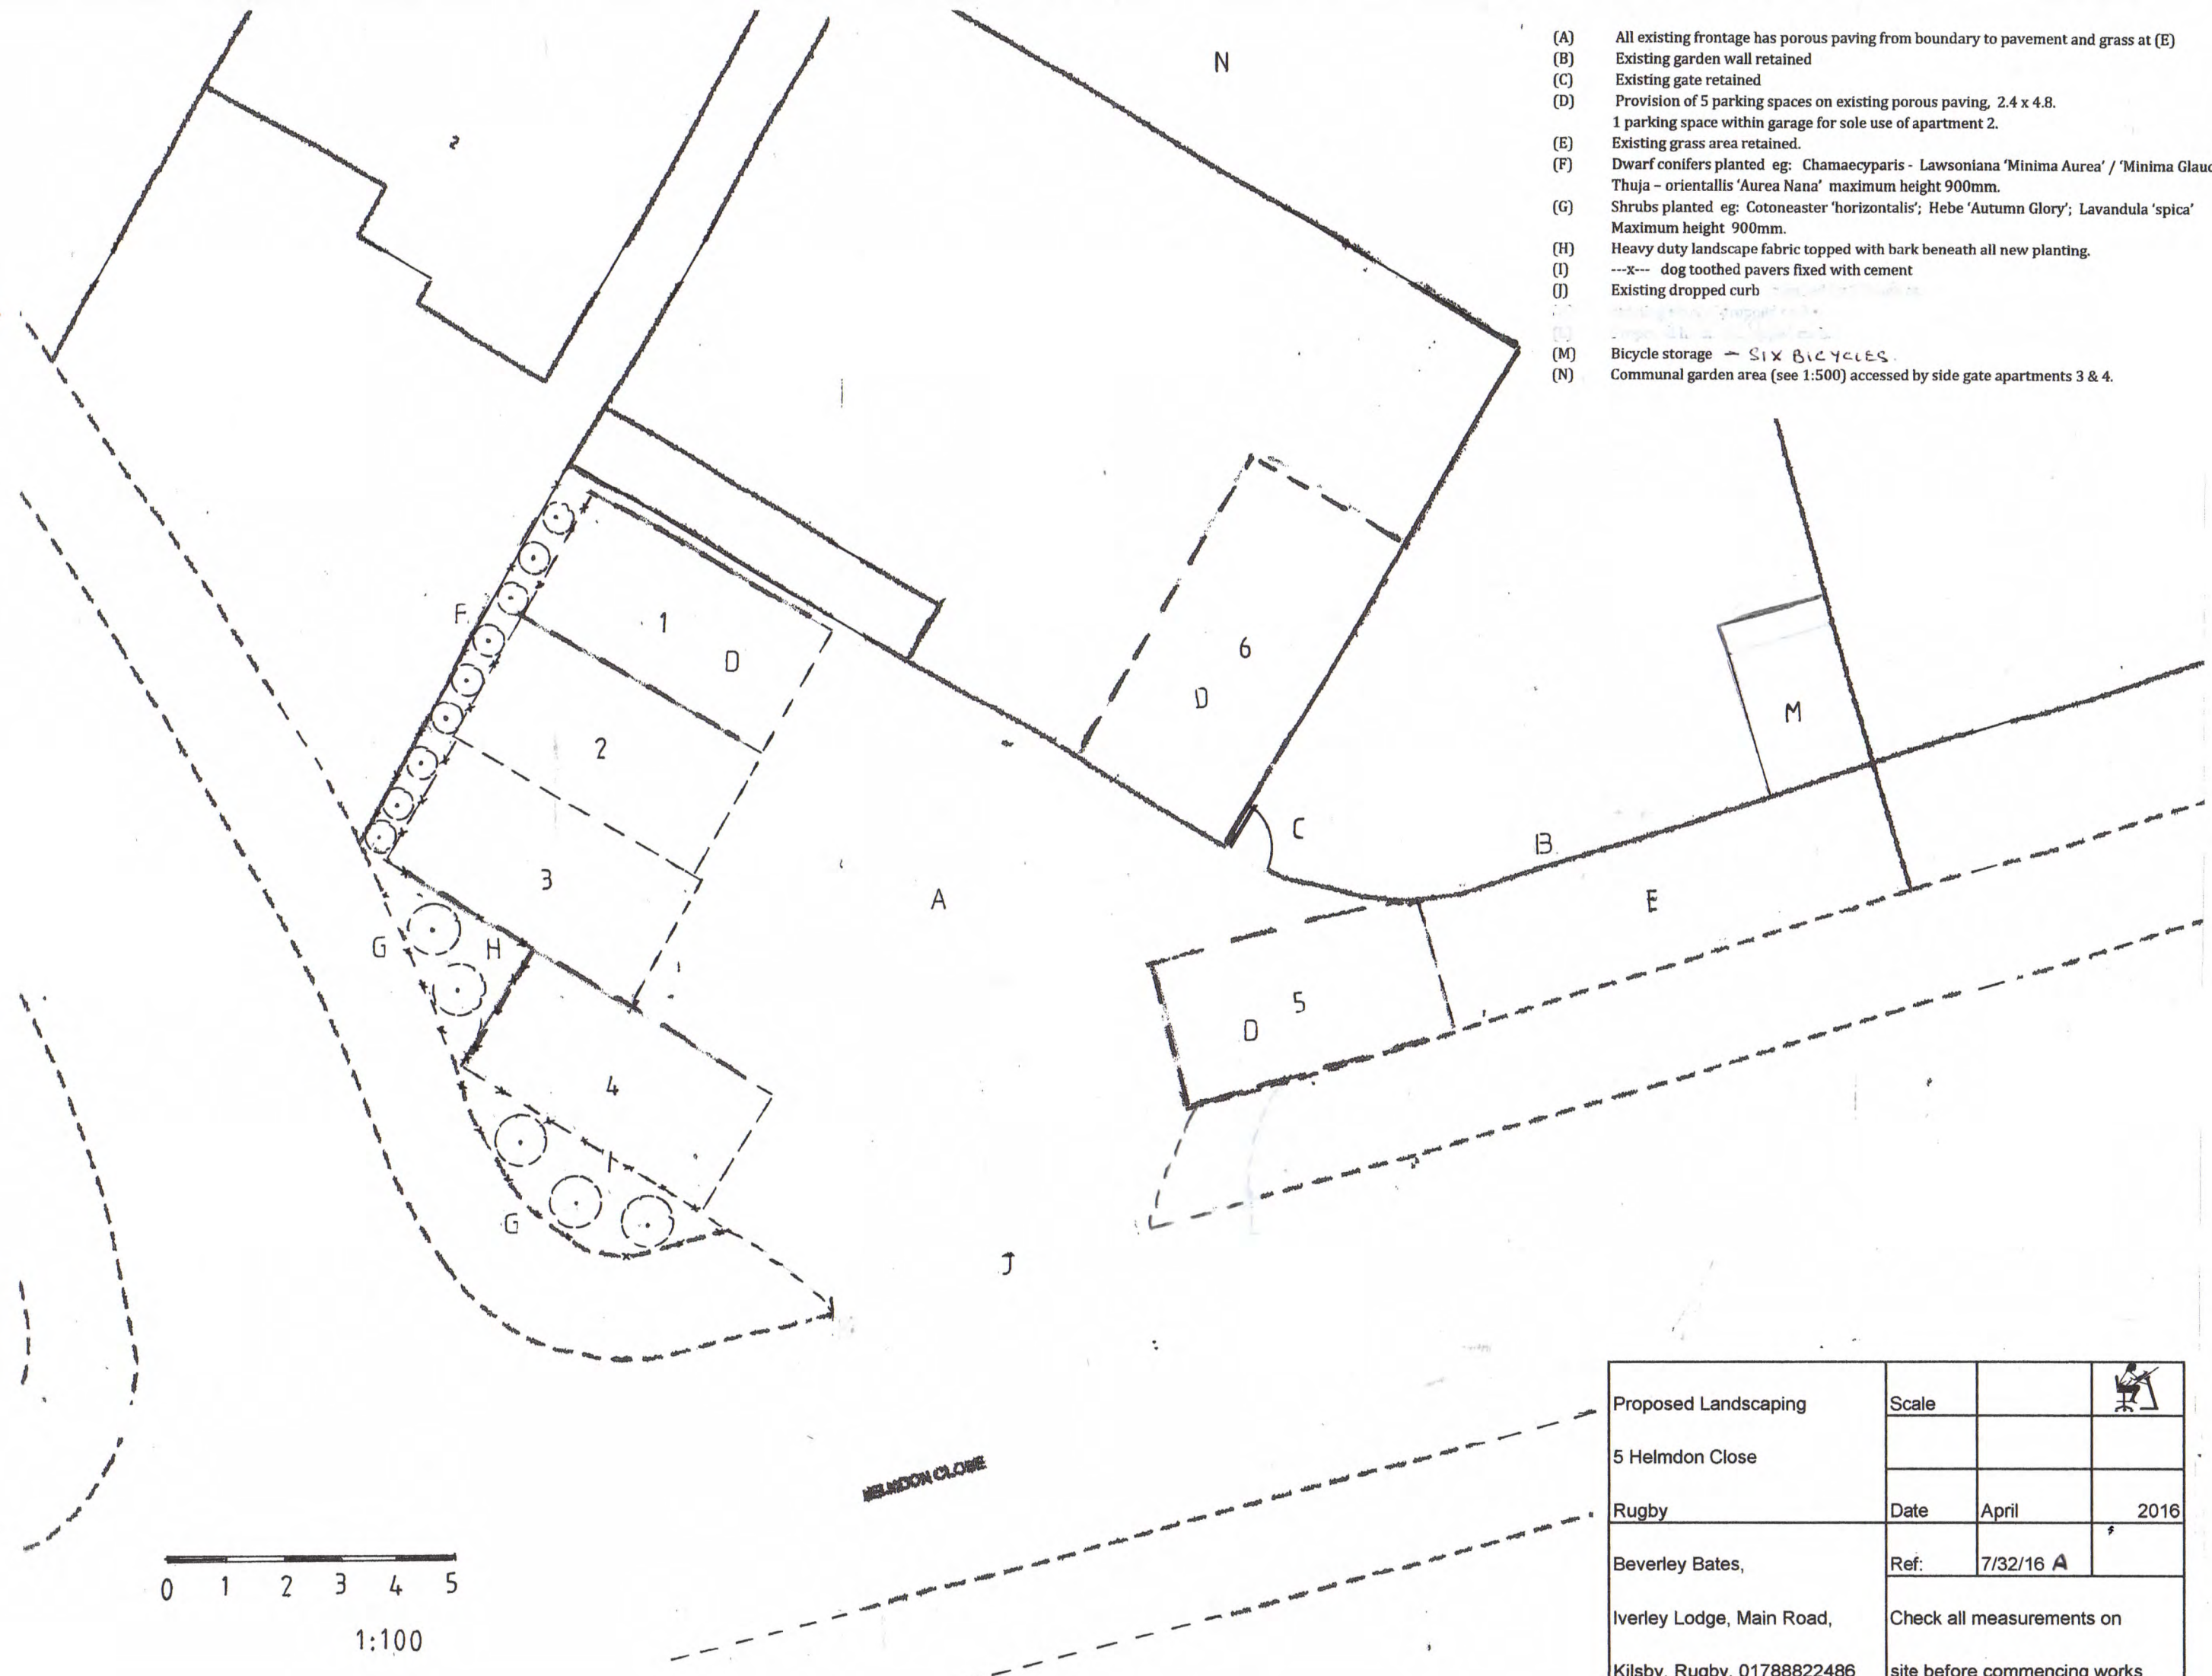 (A) All existing frontage has porous paving from boundary to pavement and grass at (E)
(B) Existing garden wall retained
(C) Existing gate retained
(D) Provision of 5 parking spaces on existing porous paving, 2.4 x 4.8.
1 parking space within garage for sole use of apartment 2.
(E) Existing grass area retained.
(F) Dwarf conifers planted eg: Chamaecyparis - Lawsoniana 'Minima Aurea' / 'Minima Glauc
Thuja – orientallis 'Aurea Nana' maximum height 900mm.
(G) Shrubs planted eg: Cotoneaster 'horizontalis'; Hebe 'Autumn Glory'; Lavandula 'spica'
Maximum height 900mm.
(H) Heavy duty landscape fabric topped with bark beneath all new planting.
(I) ---x--- dog toothed pavers fixed with cement
(J) Existing dropped curb
(M) Bicycle storage – SIX BICYCLES.
(N) Communal garden area (see 1:500) accessed by side gate apartments 3 & 4.
N
2
F.
1
D
2
3
6
D
M
C
B.
A
E
G
H
5
D
4
I
G
J
HELMDON CLOSE
0 1 2 3 4 5
1:100
Proposed Landscaping
Scale
5 Helmdon Close
Rugby
Date April 2016
Beverley Bates,
Ref: 7/32/16 A
Iverley Lodge, Main Road,
Check all measurements on
Kilsby, Rugby. 01788822486
site before commencing works